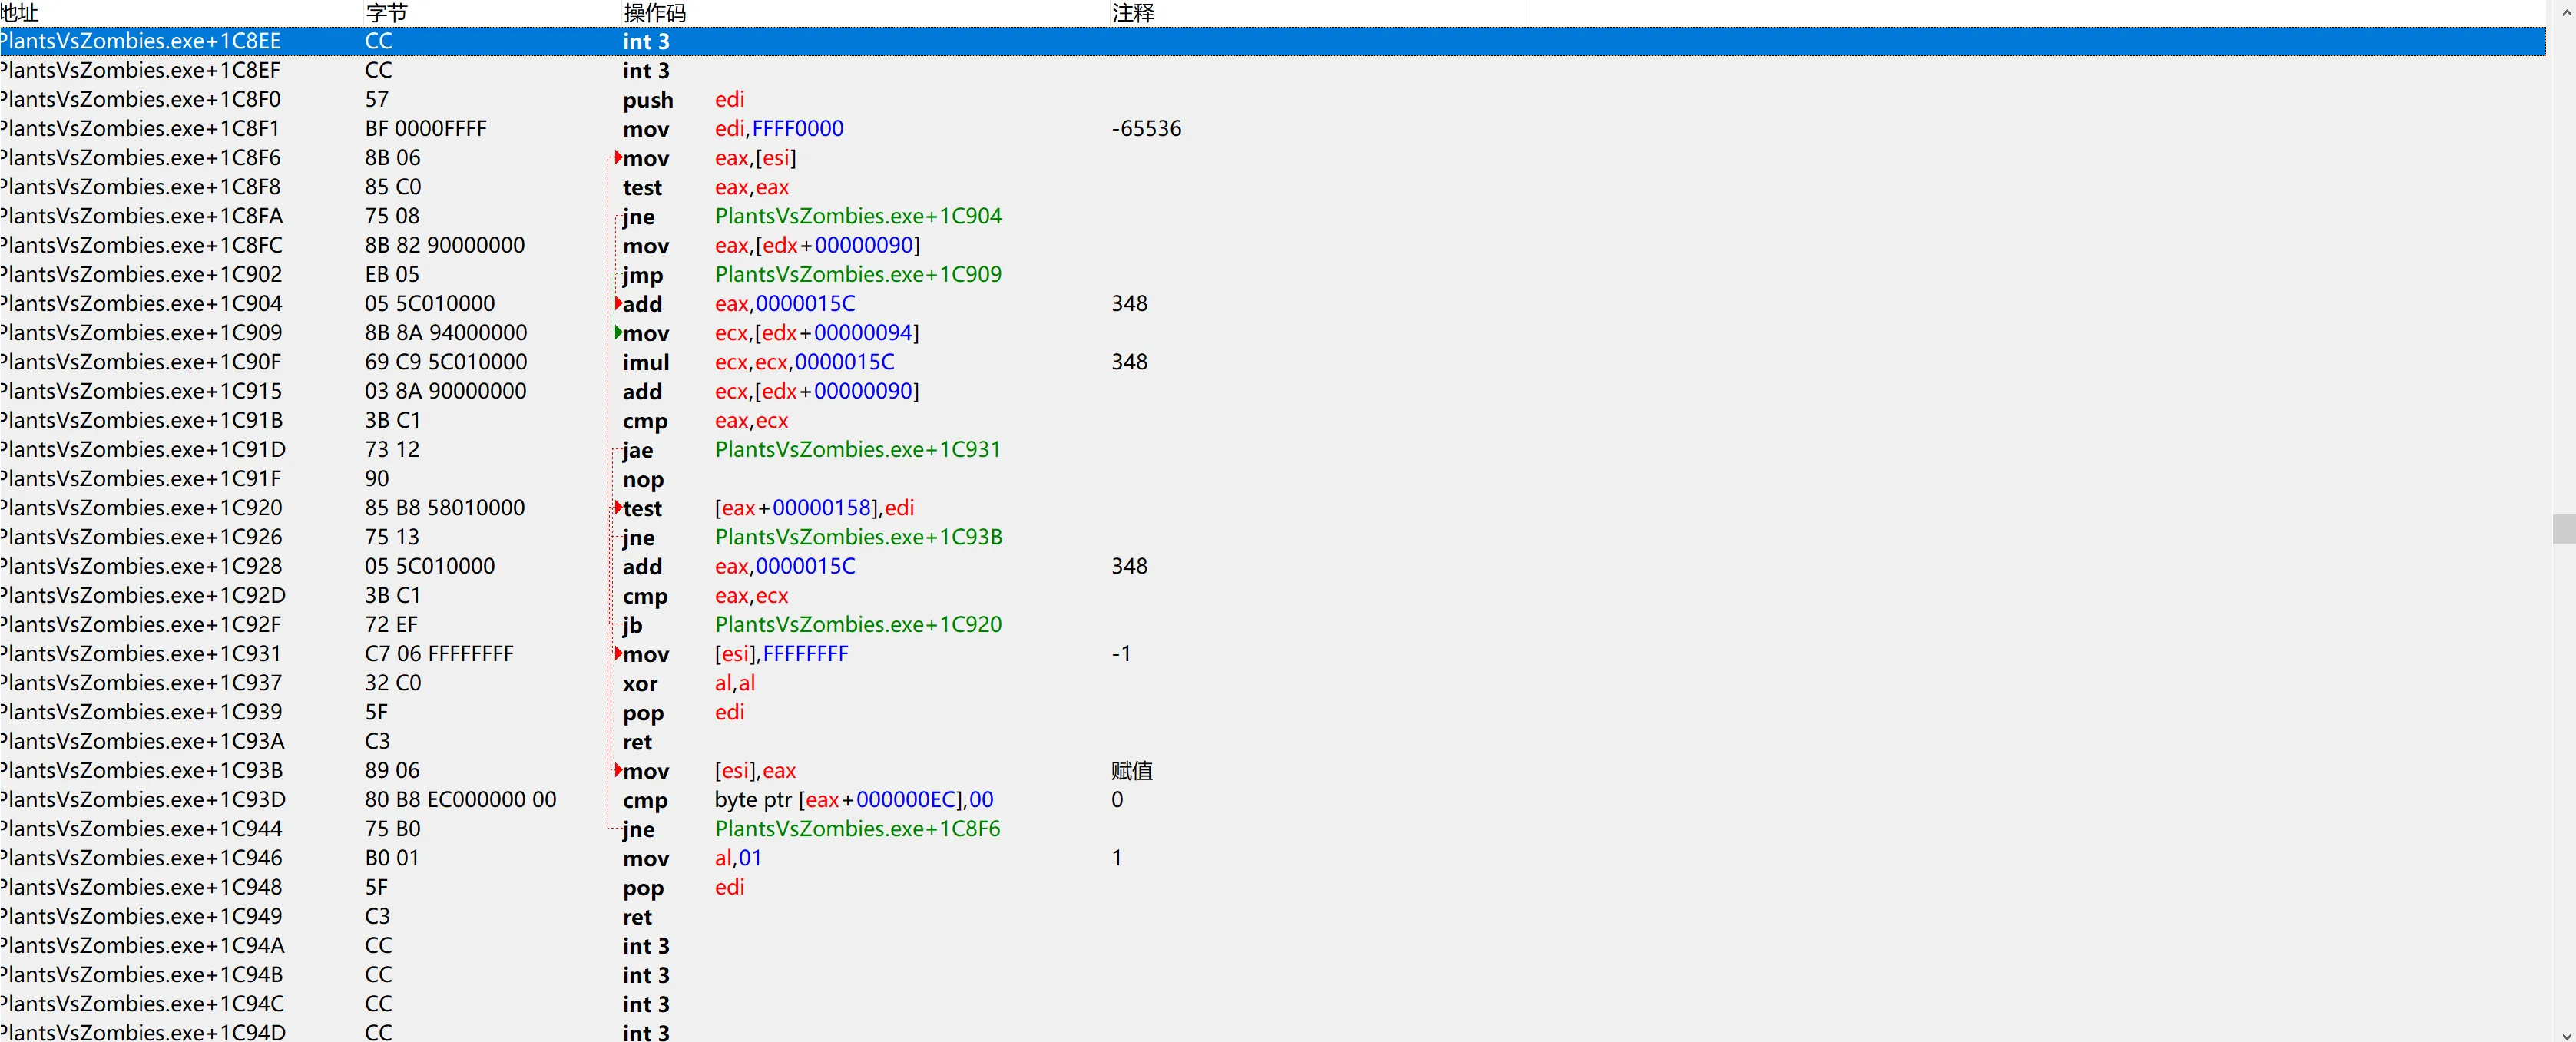 地址 字节 操作码 注释
PlantsVsZombies.exe+1C8EE CC int 3
PlantsVsZombies.exe+1C8EF CC int 3
PlantsVsZombies.exe+1C8F0 57 push edi
PlantsVsZombies.exe+1C8F1 BF 0000FFFF mov edi,FFFF0000 -65536
PlantsVsZombies.exe+1C8F6 8B 06 mov eax,[esi]
PlantsVsZombies.exe+1C8F8 85 C0 test eax,eax
PlantsVsZombies.exe+1C8FA 75 08 jne PlantsVsZombies.exe+1C904
PlantsVsZombies.exe+1C8FC 8B 82 90000000 mov eax,[edx+00000090]
PlantsVsZombies.exe+1C902 EB 05 jmp PlantsVsZombies.exe+1C909
PlantsVsZombies.exe+1C904 05 5C010000 add eax,0000015C 348
PlantsVsZombies.exe+1C909 8B 8A 94000000 mov ecx,[edx+00000094]
PlantsVsZombies.exe+1C90F 69 C9 5C010000 imul ecx,ecx,0000015C 348
PlantsVsZombies.exe+1C915 03 8A 90000000 add ecx,[edx+00000090]
PlantsVsZombies.exe+1C91B 3B C1 cmp eax,ecx
PlantsVsZombies.exe+1C91D 73 12 jae PlantsVsZombies.exe+1C931
PlantsVsZombies.exe+1C91F 90 nop
PlantsVsZombies.exe+1C920 85 B8 58010000 test [eax+00000158],edi
PlantsVsZombies.exe+1C926 75 13 jne PlantsVsZombies.exe+1C93B
PlantsVsZombies.exe+1C928 05 5C010000 add eax,0000015C 348
PlantsVsZombies.exe+1C92D 3B C1 cmp eax,ecx
PlantsVsZombies.exe+1C92F 72 EF jb PlantsVsZombies.exe+1C920
PlantsVsZombies.exe+1C931 C7 06 FFFFFFFF mov [esi],FFFFFFFF -1
PlantsVsZombies.exe+1C937 32 C0 xor al,al
PlantsVsZombies.exe+1C939 5F pop edi
PlantsVsZombies.exe+1C93A C3 ret
PlantsVsZombies.exe+1C93B 89 06 mov [esi],eax 赋值
PlantsVsZombies.exe+1C93D 80 B8 EC000000 00 cmp byte ptr [eax+000000EC],00 0
PlantsVsZombies.exe+1C944 75 B0 jne PlantsVsZombies.exe+1C8F6
PlantsVsZombies.exe+1C946 B0 01 mov al,01 1
PlantsVsZombies.exe+1C948 5F pop edi
PlantsVsZombies.exe+1C949 C3 ret
PlantsVsZombies.exe+1C94A CC int 3
PlantsVsZombies.exe+1C94B CC int 3
PlantsVsZombies.exe+1C94C CC int 3
PlantsVsZombies.exe+1C94D CC int 3